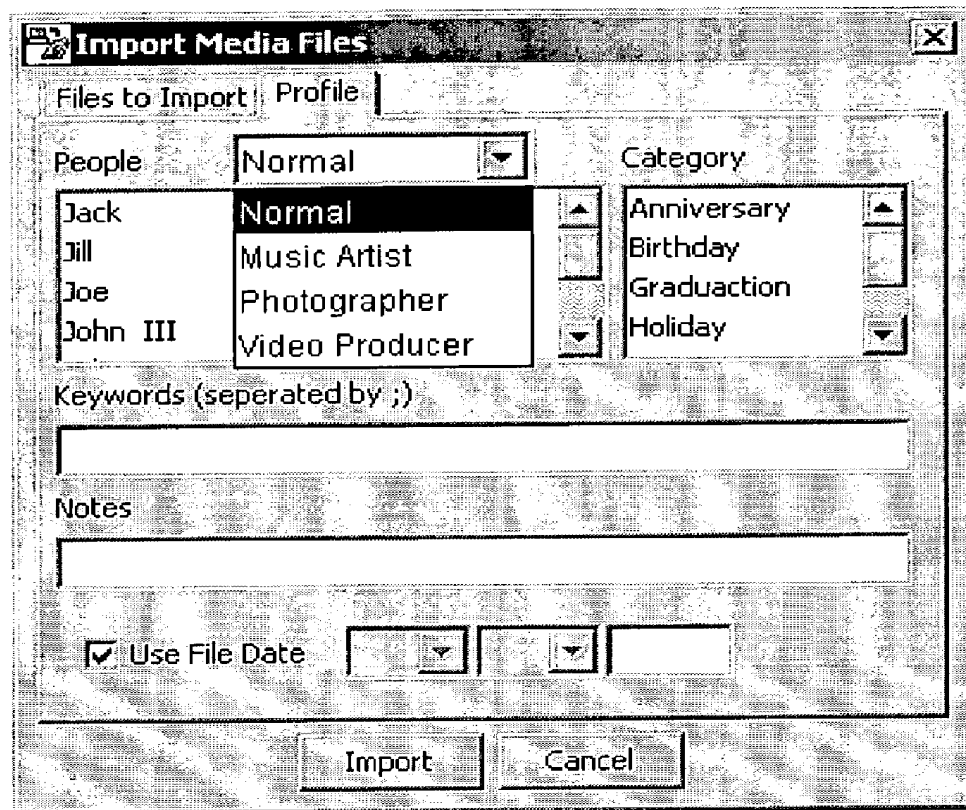 Import Media Files
Files to Import Profile
People Normal Category
Jack Normal Anniversary
Jill Music Artist Birthday
Joe Photographer Graduaction
John III Video Producer Holiday
Keywords (seperated by ;)
Notes
Use File Date
Import Cancel